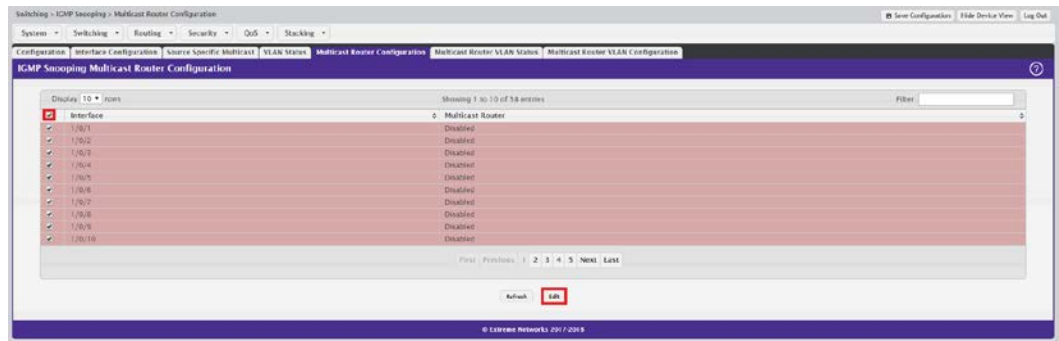 Switching > IGMP Snooping > Multicast Router Configuration
Save Configuration Hide Device View Log Out
System Switching Routing Security QoS Stacking
Configuration Interface Configuration Source Specific Multicast VLAN Status Multicast Router Configuration Multicast Router VLAN Status Multicast Router VLAN Configuration
IGMP Snooping Multicast Router Configuration
Display 10 rows Showing 1 to 10 of 58 entries Filter:
Interface Multicast Router
1/0/1 Disabled
1/0/2 Disabled
1/0/3 Disabled
1/0/4 Disabled
1/0/5 Disabled
1/0/6 Disabled
1/0/7 Disabled
1/0/8 Disabled
1/0/9 Disabled
1/0/10 Disabled
First Previous 1 2 3 4 5 Next Last
Refresh Edit
© Extreme Networks 2017-2018